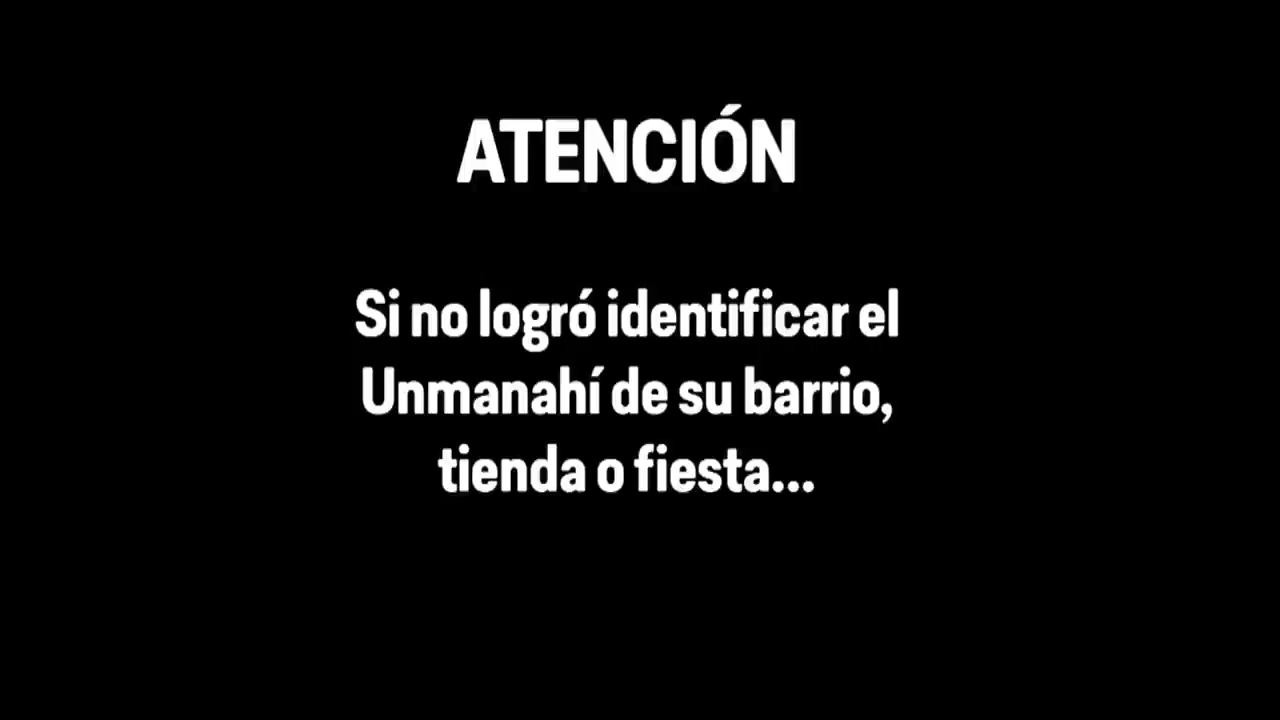 ATENCIÓN
Si no logró identificar el
Unmanahí de su barrio,
tienda o fiesta...